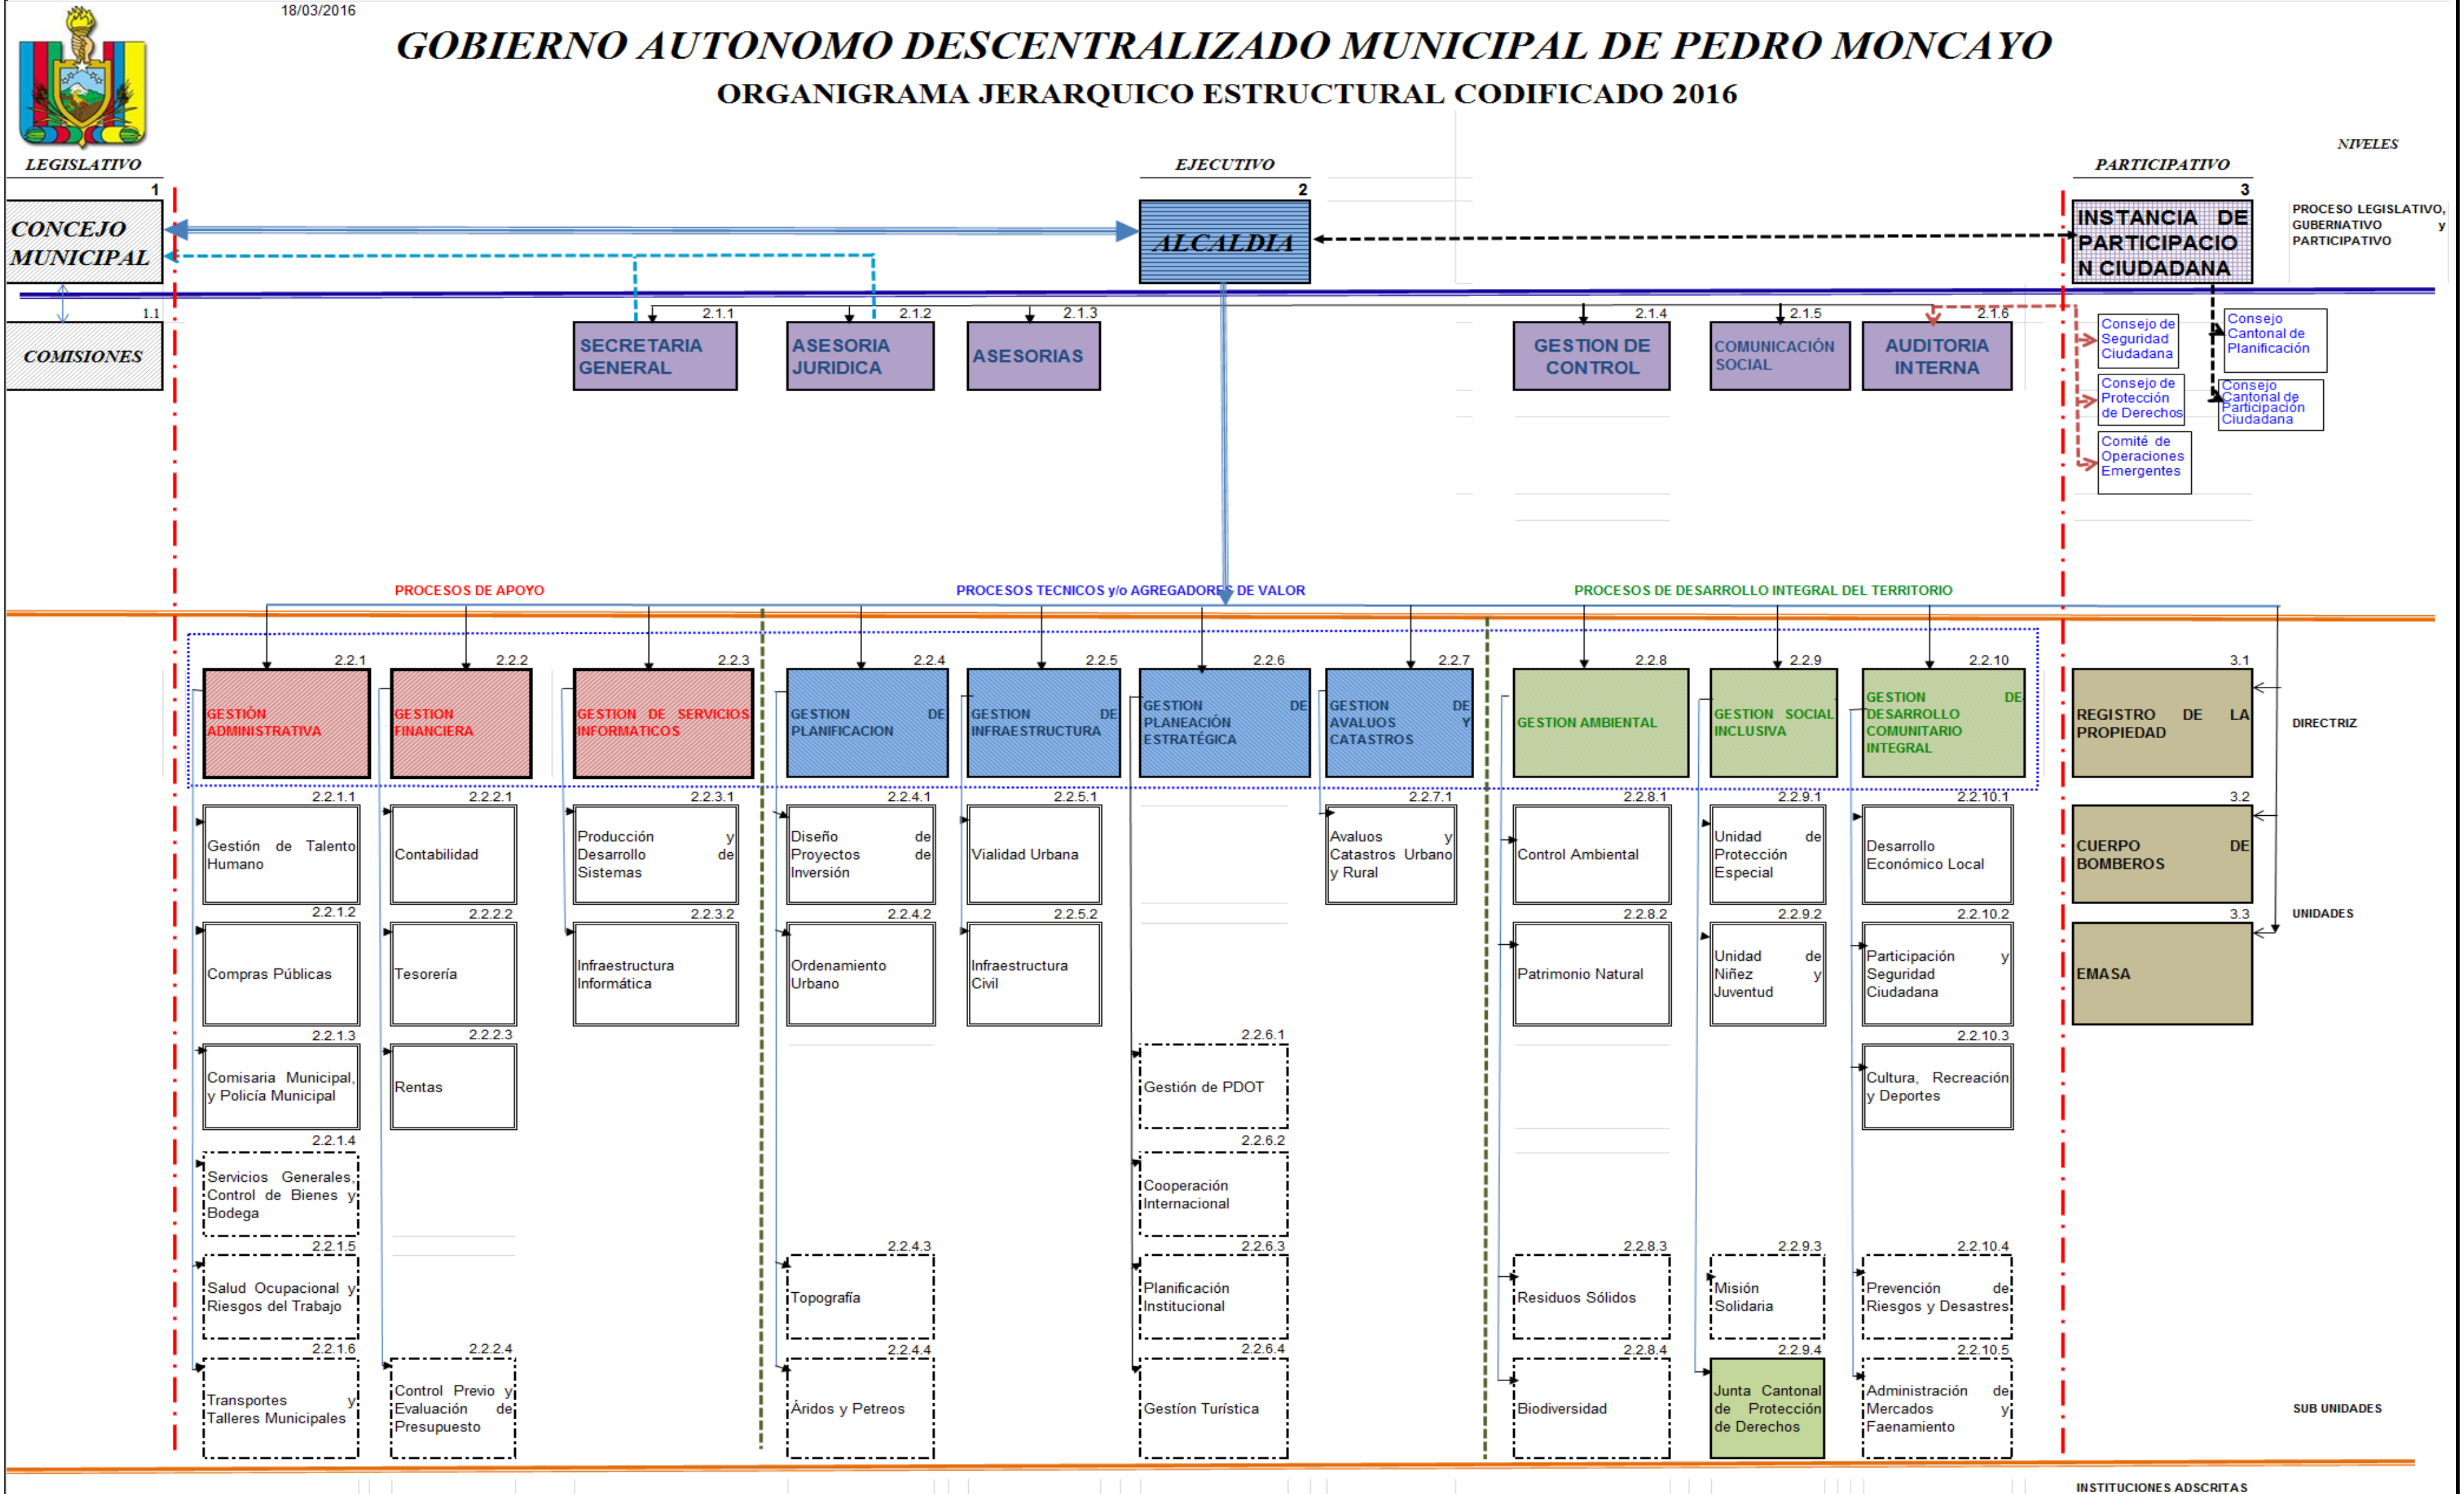 18/03/2016
GOBIERNO AUTONOMO DESCENTRALIZADO MUNICIPAL DE PEDRO MONCAYO
ORGANIGRAMA JERARQUICO ESTRUCTURAL CODIFICADO 2016
NIVELES
LEGISLATIVO
EJECUTIVO
PARTICIPATIVO
1
CONCEJO
MUNICIPAL
2
ALCALDIA
3
INSTANCIA DE
PARTICIPACIO
N CIUDADANA
PROCESO LEGISLATIVO,
GUBERNATIVO y
PARTICIPATIVO
1.1
COMISIONES
2.1.1
SECRETARIA
GENERAL
2.1.2
ASESORIA
JURIDICA
2.1.3
ASESORIAS
2.1.4
GESTION DE
CONTROL
2.1.5
COMUNICACIÓN
SOCIAL
2.1.6
AUDITORIA
INTERNA
Consejo de
Seguridad
Ciudadana
Consejo
Cantonal de
Planificación
Consejo de
Protección
de Derechos
Consejo
Cantonal de
Participación
Ciudadana
Comité de
Operaciones
Emergentes
PROCESOS DE APOYO
PROCESOS TECNICOS y/o AGREGADORES DE VALOR
PROCESOS DE DESARROLLO INTEGRAL DEL TERRITORIO
2.2.1
GESTIÓN
ADMINISTRATIVA
2.2.2
GESTION
FINANCIERA
2.2.3
GESTION DE SERVICIOS
INFORMATICOS
2.2.4
GESTION DE
PLANIFICACION
2.2.5
GESTION DE
INFRAESTRUCTURA
2.2.6
GESTION DE
PLANEACIÓN
ESTRATÉGICA
2.2.7
GESTION DE
AVALUOS Y
CATASTROS
2.2.8
GESTION AMBIENTAL
2.2.9
GESTION SOCIAL
INCLUSIVA
2.2.10
GESTION DE
DESARROLLO
COMUNITARIO
INTEGRAL
3.1
REGISTRO DE LA
PROPIEDAD
DIRECTRIZ
2.2.1.1
Gestión de Talento
Humano
2.2.2.1
Contabilidad
2.2.3.1
Producción y
Desarrollo de
Sistemas
2.2.4.1
Diseño de
Proyectos de
Inversión
2.2.5.1
Vialidad Urbana
2.2.7.1
Avaluos y
Catastros Urbano
y Rural
2.2.8.1
Control Ambiental
2.2.9.1
Unidad de
Protección
Especial
2.2.10.1
Desarrollo
Económico Local
3.2
CUERPO DE
BOMBEROS
2.2.1.2
Compras Públicas
2.2.2.2
Tesorería
2.2.3.2
Infraestructura
Informática
2.2.4.2
Ordenamiento
Urbano
2.2.5.2
Infraestructura
Civil
2.2.8.2
Patrimonio Natural
2.2.9.2
Unidad de
Niñez y
Juventud
2.2.10.2
Participación y
Seguridad
Ciudadana
3.3
EMASA
UNIDADES
2.2.1.3
Comisaria Municipal,
y Policía Municipal
2.2.2.3
Rentas
2.2.6.1
Gestión de PDOT
2.2.10.3
Cultura, Recreación
y Deportes
2.2.1.4
Servicios Generales,
Control de Bienes y
Bodega
2.2.6.2
Cooperación
Internacional
2.2.1.5
Salud Ocupacional y
Riesgos del Trabajo
2.2.4.3
Topografía
2.2.6.3
Planificación
Institucional
2.2.8.3
Residuos Sólidos
2.2.9.3
Misión
Solidaria
2.2.10.4
Prevención de
Riesgos y Desastres
2.2.1.6
Transportes y
Talleres Municipales
2.2.2.4
Control Previo y
Evaluación de
Presupuesto
2.2.4.4
Áridos y Petreos
2.2.6.4
Gestíon Turística
2.2.8.4
Biodiversidad
2.2.9.4
Junta Cantonal
de Protección
de Derechos
2.2.10.5
Administración de
Mercados y
Faenamiento
SUB UNIDADES
INSTITUCIONES ADSCRITAS